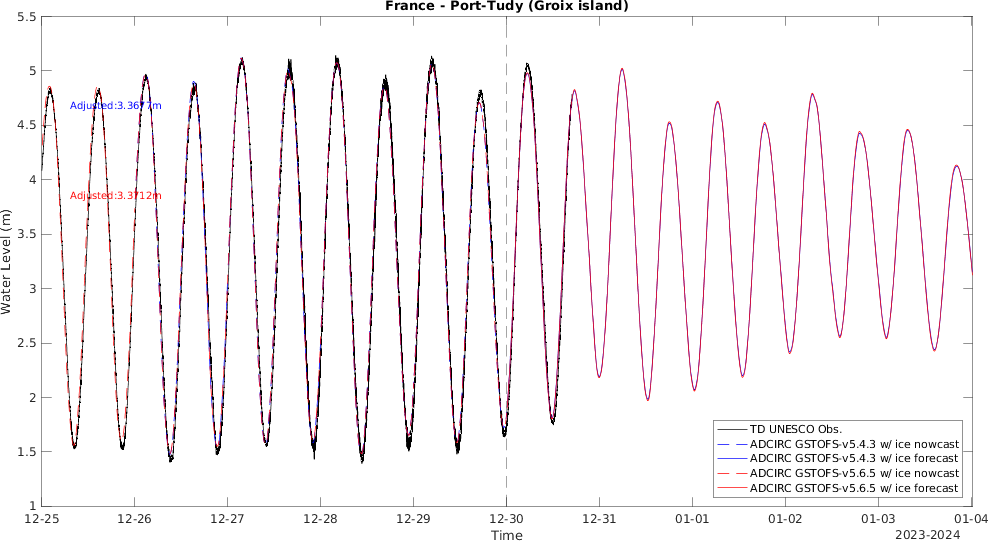 France - Port-Tudy (Groix island)
5.5
5
4.5
4
3.5
3
2.5
2
1.5
1
Water Level (m)
Adjusted:3.3677m
Adjusted:3.3712m
TD UNESCO Obs.
ADCIRC GSTOFS-v5.4.3 w/ ice nowcast
ADCIRC GSTOFS-v5.4.3 w/ ice forecast
ADCIRC GSTOFS-v5.6.5 w/ ice nowcast
ADCIRC GSTOFS-v5.6.5 w/ ice forecast
12-25 12-26 12-27 12-28 12-29 12-30 12-31 01-01 01-02 01-03 01-04
Time
2023-2024